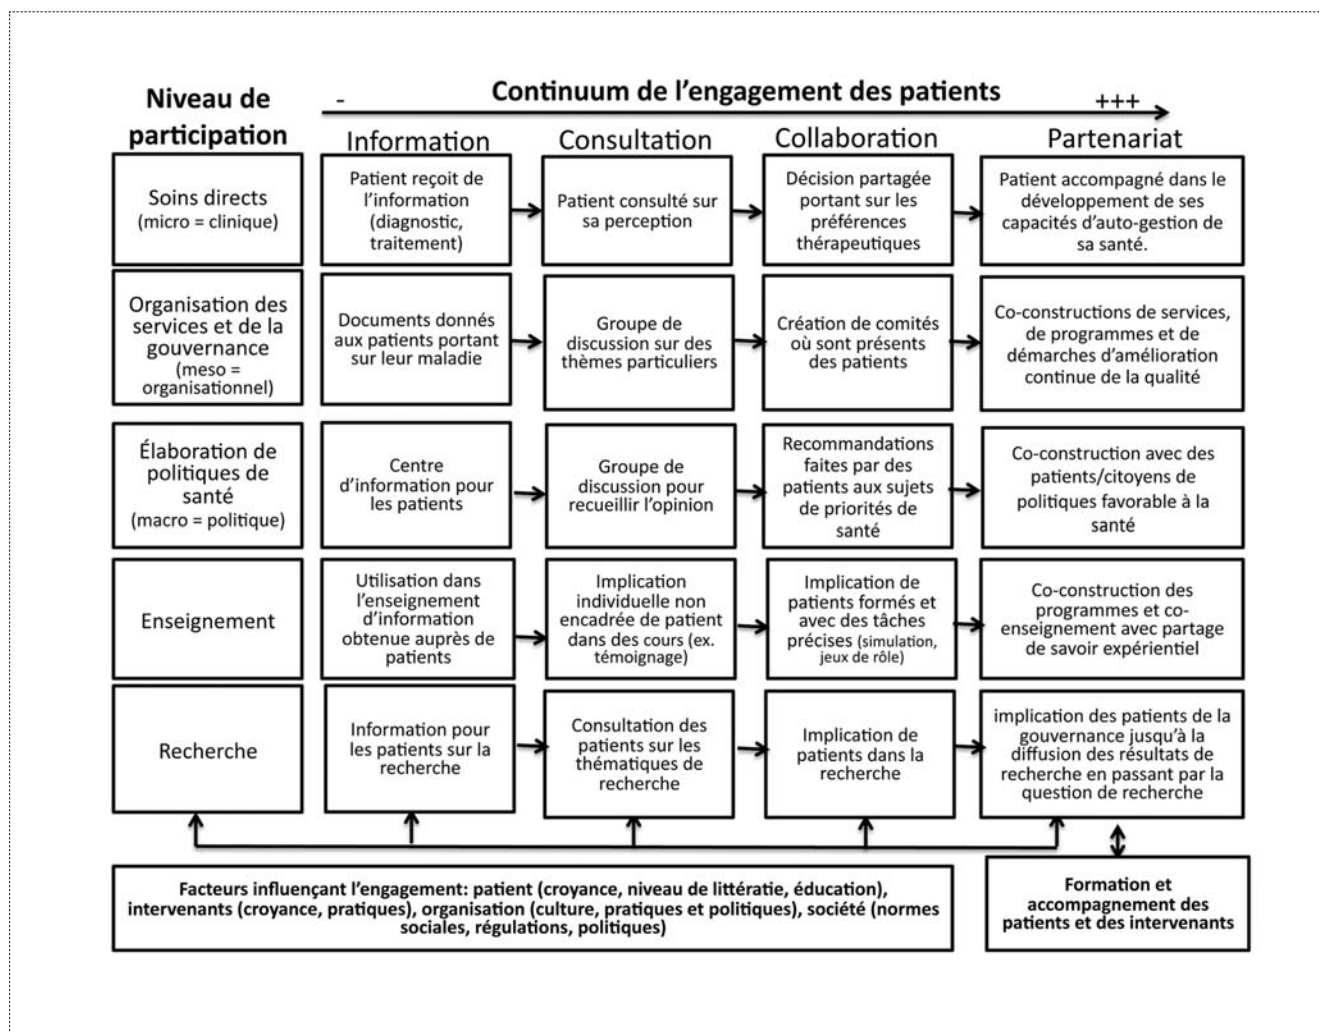 Niveau de
participation
-
Continuum de l’engagement des patients
+++
Information
Consultation
Collaboration
Partenariat
Soins directs
(micro = clinique)
Patient reçoit de
l’information
(diagnostic,
traitement)
Patient consulté sur
sa perception
Décision partagée
portant sur les
préférences
thérapeutiques
Patient accompagné dans le
développement de ses
capacités d’auto-gestion de
sa santé.
Organisation des
services et de la
gouvernance
(meso =
organisationnel)
Documents donnés
aux patients portant
sur leur maladie
Groupe de
discussion sur des
thèmes particuliers
Création de comités
où sont présents
des patients
Co-constructions de services,
de programmes et de
démarches d’amélioration
continue de la qualité
Élaboration de
politiques de
santé
(macro = politique)
Centre
d’information pour
les patients
Groupe de
discussion pour
recueillir l’opinion
Recommandations
faites par des
patients aux sujets
de priorités de
santé
Co-construction avec des
patients/citoyens de
politiques favorable à la
santé
Enseignement
Utilisation dans
l’enseignement
d’information
obtenue auprès de
patients
Implication
individuelle non
encadrée de patient
dans des cours (ex.
témoignage)
Implication de
patients formés et
avec des tâches
précises (simulation,
jeux de rôle)
Co-construction des
programmes et co-
enseignement avec partage
de savoir expérientiel
Recherche
Information pour
les patients sur la
recherche
Consultation des
patients sur les
thématiques de
recherche
Implication de
patients dans la
recherche
implication des patients de la
gouvernance jusqu’à la
diffusion des résultats de
recherche en passant par la
question de recherche
Facteurs influençant l’engagement: patient (croyance, niveau de littératie, éducation),
intervenants (croyance, pratiques), organisation (culture, pratiques et politiques), société (normes
sociales, régulations, politiques)
Formation et
accompagnement des
patients et des intervenants